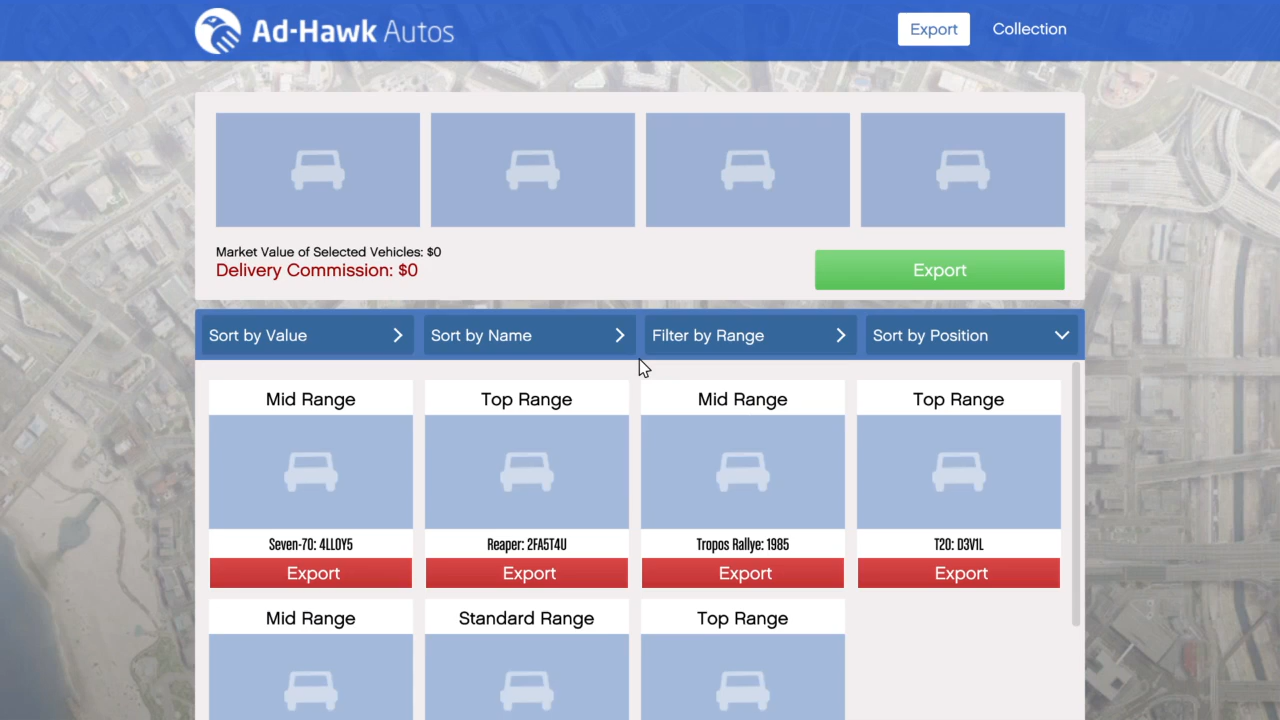 Ad-Hawk Autos
Export
Collection
Market Value of Selected Vehicles: $0
Delivery Commission: $0
Export
Sort by Value
Sort by Name
Filter by Range
Sort by Position
Mid Range
Top Range
Mid Range
Top Range
Seven-70: 4LLOY5
Reaper: 2FA5T4U
Tropos Rallye: 1985
T20: D3V1L
Export
Export
Export
Export
Mid Range
Standard Range
Top Range